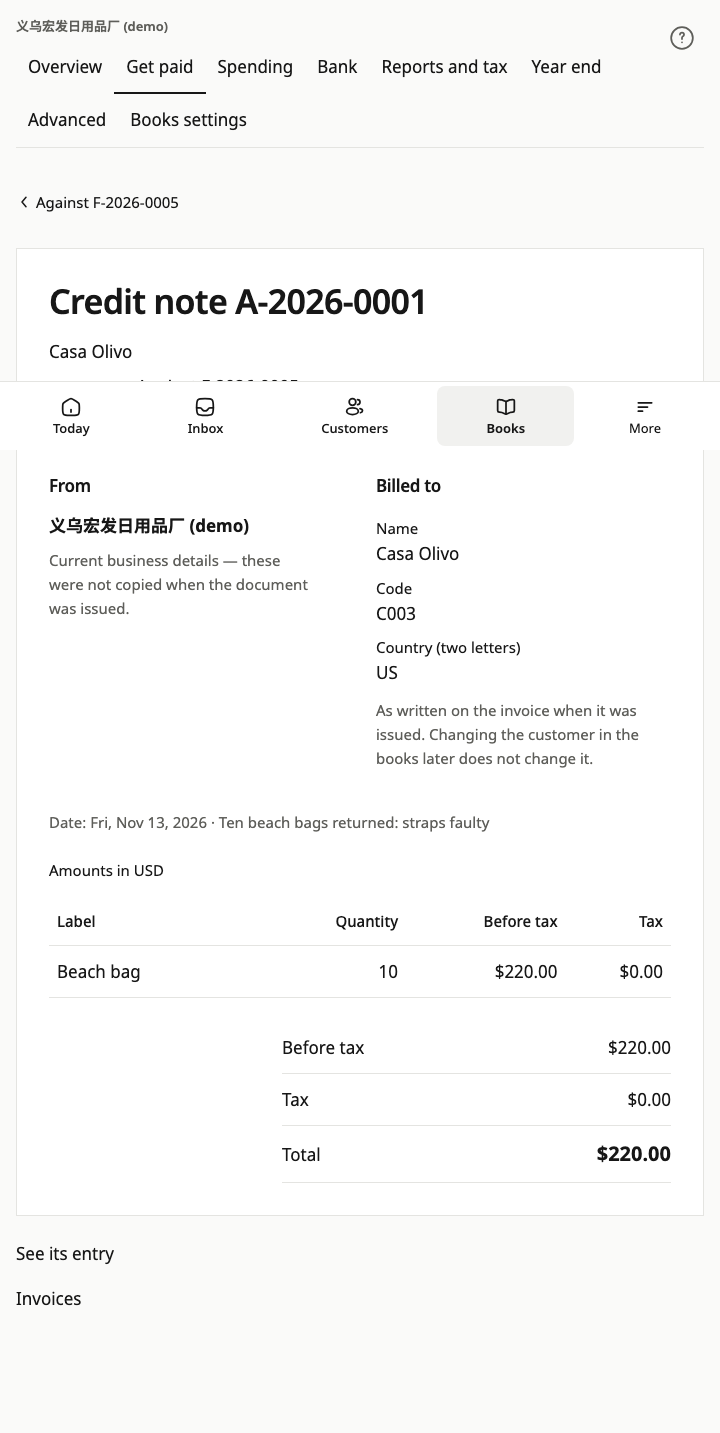 义乌宏发日用品厂 (demo)
Overview
Get paid
Spending
Bank
Reports and tax
Year end
Advanced
Books settings
Against F-2026-0005
Credit note A-2026-0001
Casa Olivo
Today
Inbox
Customers
Books
More
From
义乌宏发日用品厂 (demo)
Current business details — these
were not copied when the document
was issued.
Billed to
Name
Casa Olivo
Code
C003
Country (two letters)
US
As written on the invoice when it was
issued. Changing the customer in the
books later does not change it.
Date: Fri, Nov 13, 2026 · Ten beach bags returned: straps faulty
Amounts in USD
Label Quantity Before tax Tax
Beach bag 10 $220.00 $0.00
Before tax $220.00
Tax $0.00
Total $220.00
See its entry
Invoices